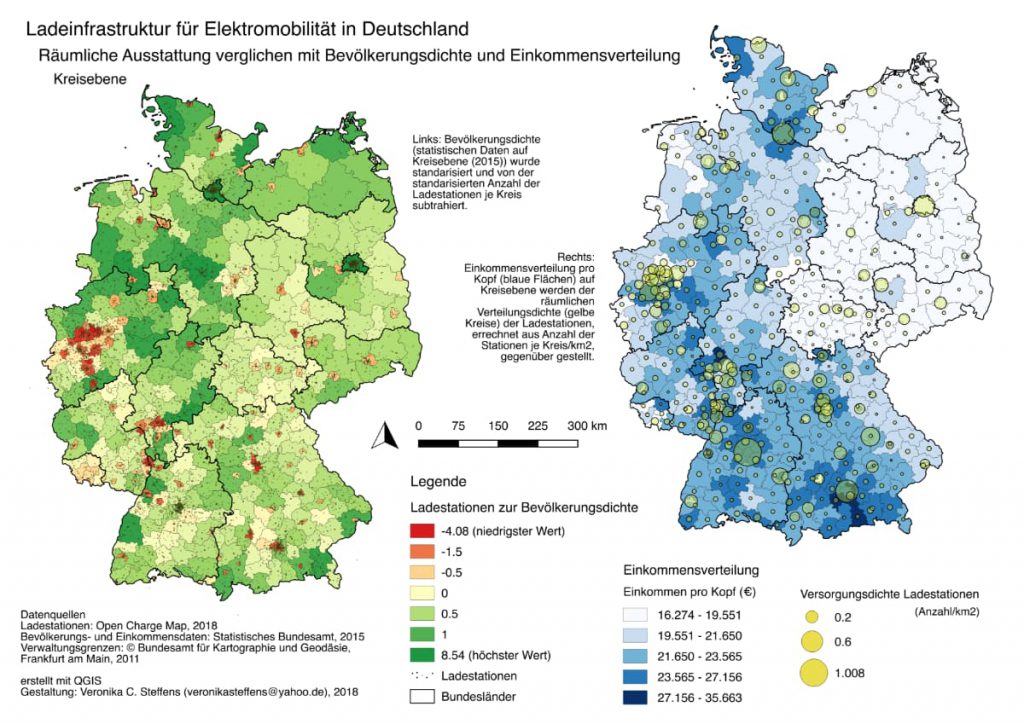 Ladeinfrastruktur für Elektromobilität in Deutschland
Räumliche Ausstattung verglichen mit Bevölkerungsdichte und Einkommensverteilung
Kreisebene
Links: Bevölkerungsdichte
(statistischen Daten auf
Kreisebene (2015)) wurde
standarisiert und von der
standarisierten Anzahl der
Ladestationen je Kreis
subtrahiert.
Rechts:
Einkommensverteilung pro
Kopf (blaue Flächen) auf
Kreisebene werden der
räumlichen
Verteilungsdichte (gelbe
Kreise) der Ladestationen,
errechnet aus Anzahl der
Stationen je Kreis/km2,
gegenüber gestellt.
0 75 150 225 300 km
Legende
Ladestationen zur Bevölkerungsdichte
-4.08 (niedrigster Wert)
-1.5
-0.5
0
0.5
1
8.54 (höchster Wert)
Ladestationen
Bundesländer
Einkommensverteilung
Einkommen pro Kopf (€)
16.274 - 19.551
19.551 - 21.650
21.650 - 23.565
23.565 - 27.156
27.156 - 35.663
Versorgungsdichte Ladestationen
(Anzahl/km2)
0.2
0.6
1.008
Datenquellen
Ladestationen: Open Charge Map, 2018
Bevölkerungs- und Einkommensdaten: Statistisches Bundesamt, 2015
Verwaltungsgrenzen: © Bundesamt für Kartographie und Geodäsie,
Frankfurt am Main, 2011
erstellt mit QGIS
Gestaltung: Veronika C. Steffens (veronikasteffens@yahoo.de), 2018